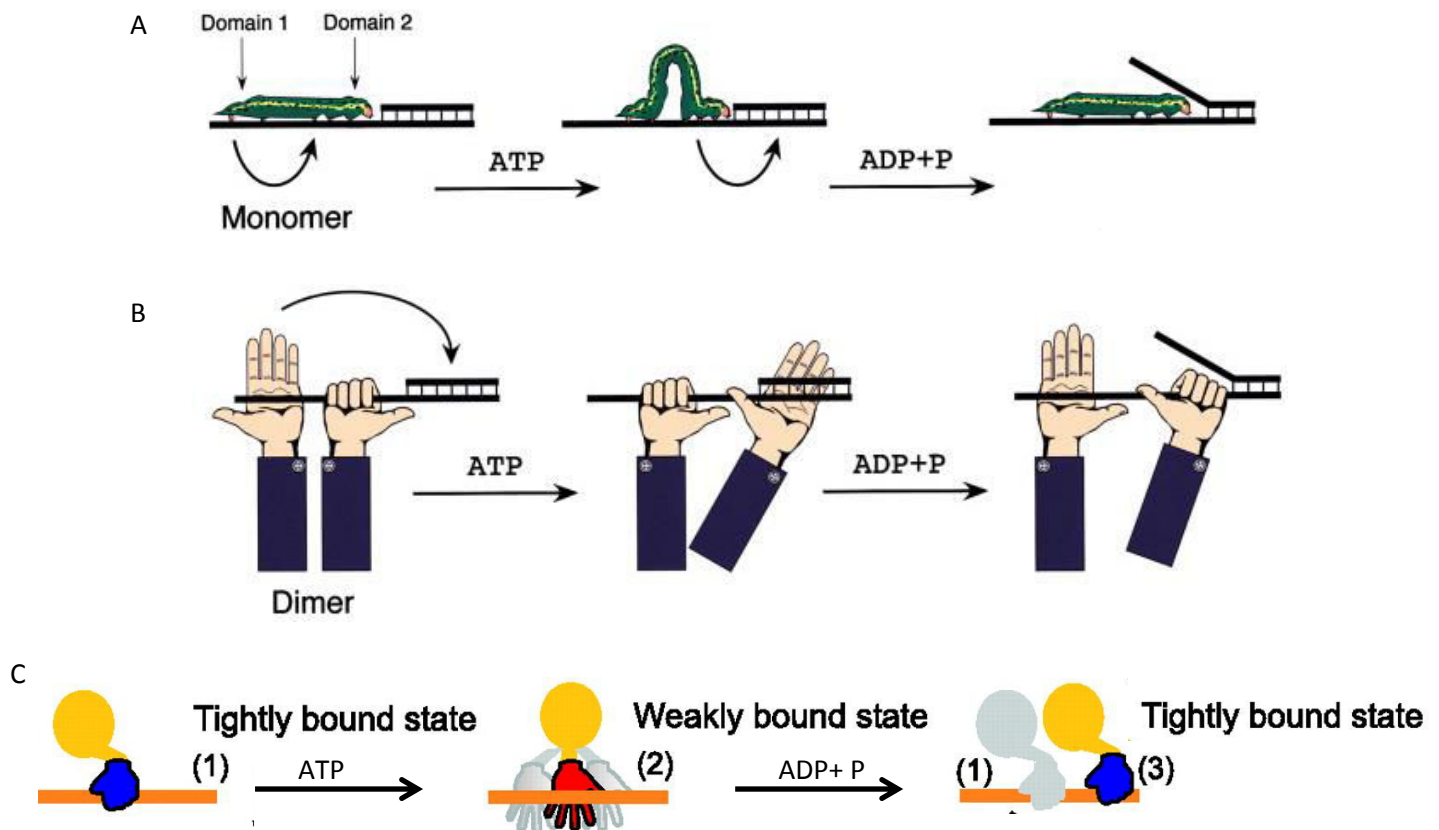 A
Domain 1 Domain 2
ATP
ADP+P
Monomer
B
ATP
ADP+P
Dimer
C
Tightly bound state
(1)
ATP
Weakly bound state
(2)
ADP+ P
(1)
Tightly bound state
(3)